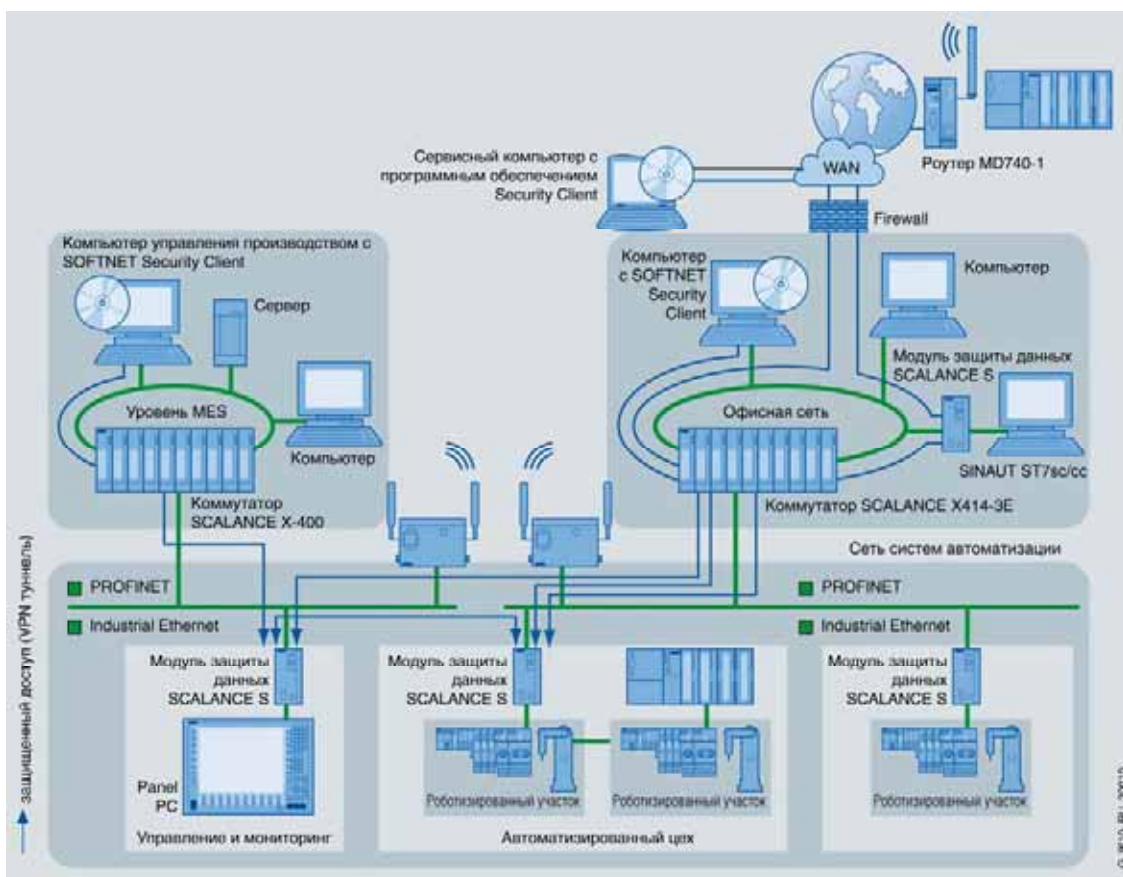 WAN
Роутер MD740-1
Сервисный компьютер с
программным обеспечением
Security Client
Firewall
Компьютер управления производством с
SOFTNET Security Client
Сервер
Уровень MES
Компьютер
Коммутатор
SCALANCE X-400
Компьютер
с SOFTNET
Security
Client
Компьютер
Модуль защиты данных
SCALANCE S
Офисная сеть
SINAUT ST7sc/cc
Коммутатор SCALANCE X414-3E
Сеть систем автоматизации
PROFINET
Industrial Ethernet
PROFINET
Industrial Ethernet
Модуль защиты
данных
SCALANCE S
Panel
PC
Управление и мониторинг
Модуль защиты
данных
SCALANCE S
Роботизированный участок
Роботизированный участок
Автоматизированный цех
Модуль защиты
данных
SCALANCE S
Роботизированный участок
защищенный доступ (VPN туннель)